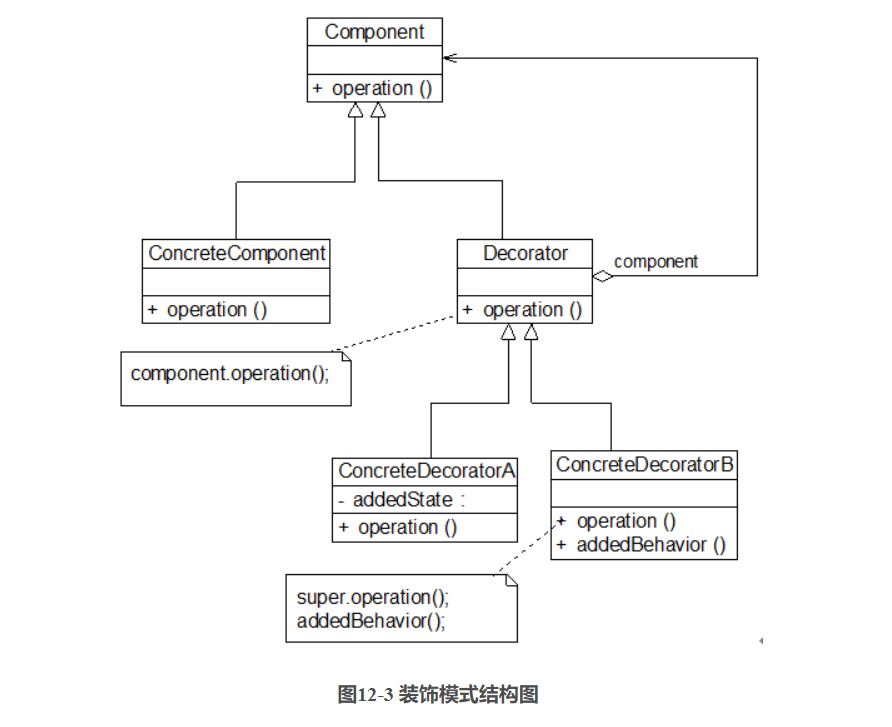 Component
+ operation ()
ConcreteComponent
+ operation ()
Decorator
+ operation ()
component
component.operation();
ConcreteDecoratorA
- addedState :
+ operation ()
ConcreteDecoratorB
+ operation ()
+ addedBehavior ()
super.operation();
addedBehavior();
图12-3 装饰模式结构图